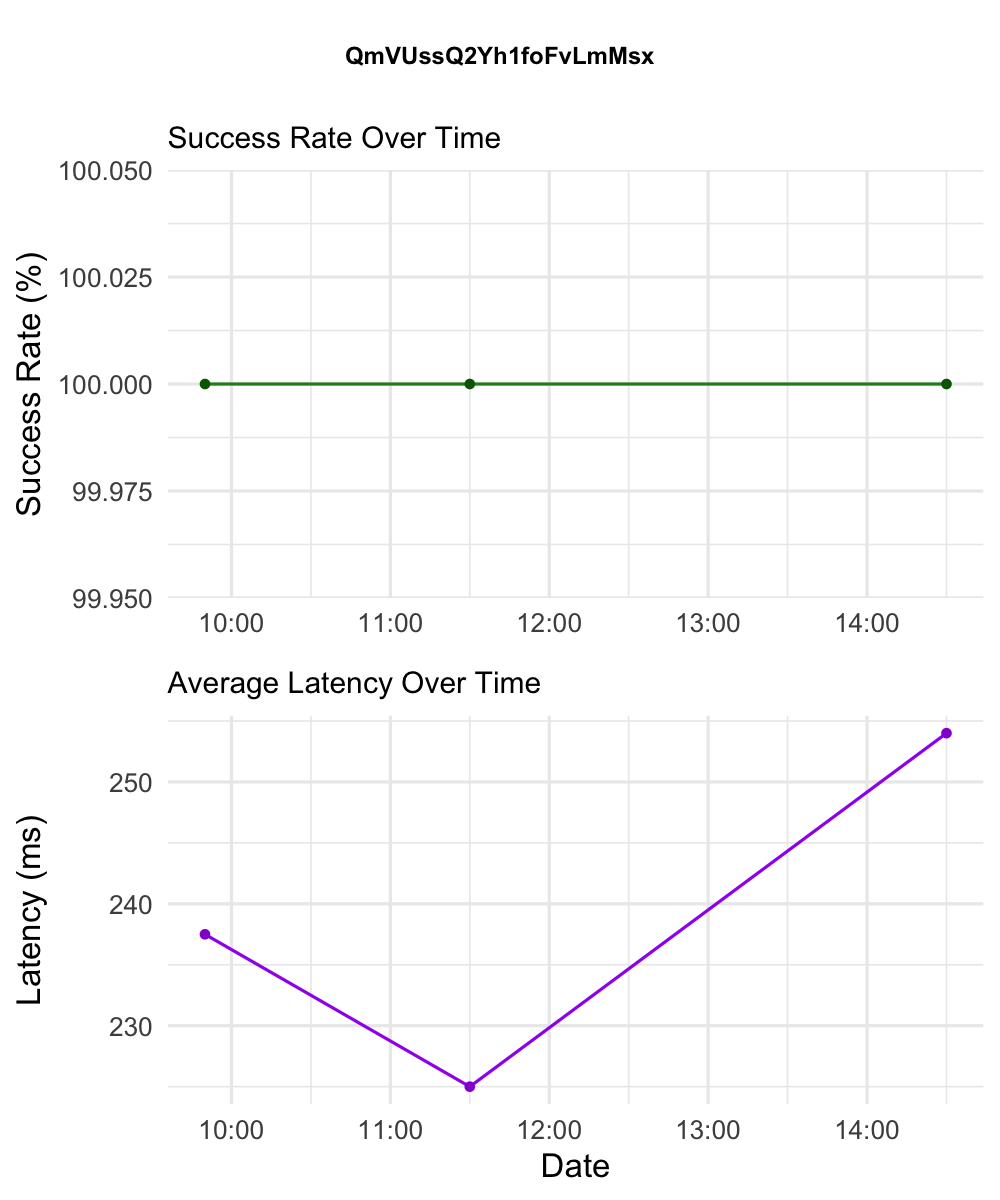 QmVUssQ2Yh1foFvLmMsx
Success Rate Over Time
Success Rate (%)
100.050
100.025
100.000
99.975
99.950
10:00 11:00 12:00 13:00 14:00
Average Latency Over Time
Latency (ms)
250
240
230
10:00 11:00 12:00 13:00 14:00
Date